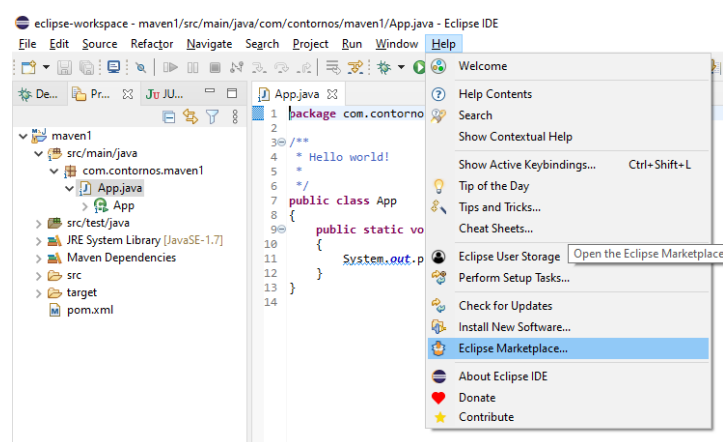 eclipse-workspace - maven1/src/main/java/com/contornos/maven1/App.java - Eclipse IDE
File Edit Source Refactor Navigate Search Project Run Window Help
De... Pr... JU...
App.java
maven1
src/main/java
com.contornos.maven1
App.java
App
src/test/java
JRE System Library [JavaSE-1.7]
Maven Dependencies
src
target
pom.xml
1 package com.contorno
2
3 /**
4 * Hello world!
5 *
6 */
7 public class App
8 {
9 public static vo
10 {
11 System.out.p
12 }
13 }
14
Welcome
Help Contents
Search
Show Contextual Help
Show Active Keybindings... Ctrl+Shift+L
Tip of the Day
Tips and Tricks...
Cheat Sheets...
Eclipse User Storage
Open the Eclipse Marketplace
Perform Setup Tasks...
Check for Updates
Install New Software...
Eclipse Marketplace...
About Eclipse IDE
Donate
Contribute